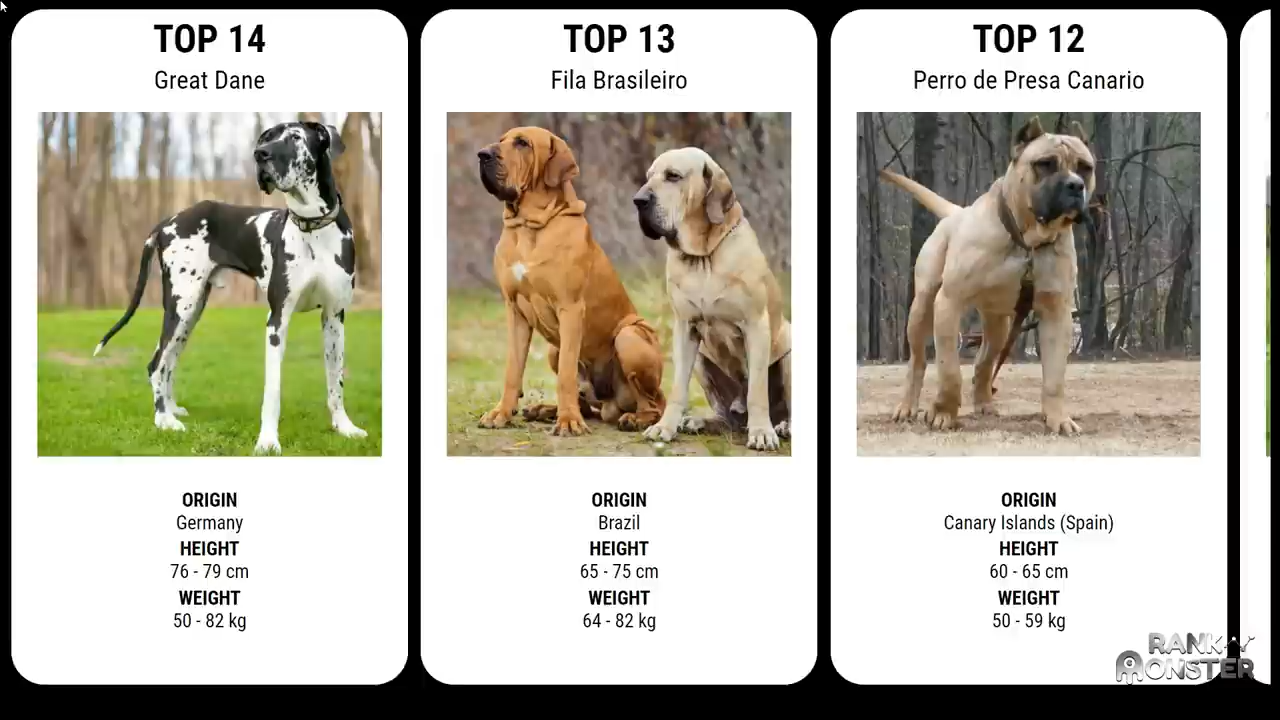 TOP 14
Great Dane
ORIGIN
Germany
HEIGHT
76 - 79 cm
WEIGHT
50 - 82 kg
TOP 13
Fila Brasileiro
ORIGIN
Brazil
HEIGHT
65 - 75 cm
WEIGHT
64 - 82 kg
TOP 12
Perro de Presa Canario
ORIGIN
Canary Islands (Spain)
HEIGHT
60 - 65 cm
WEIGHT
50 - 59 kg
RANK
MONSTER